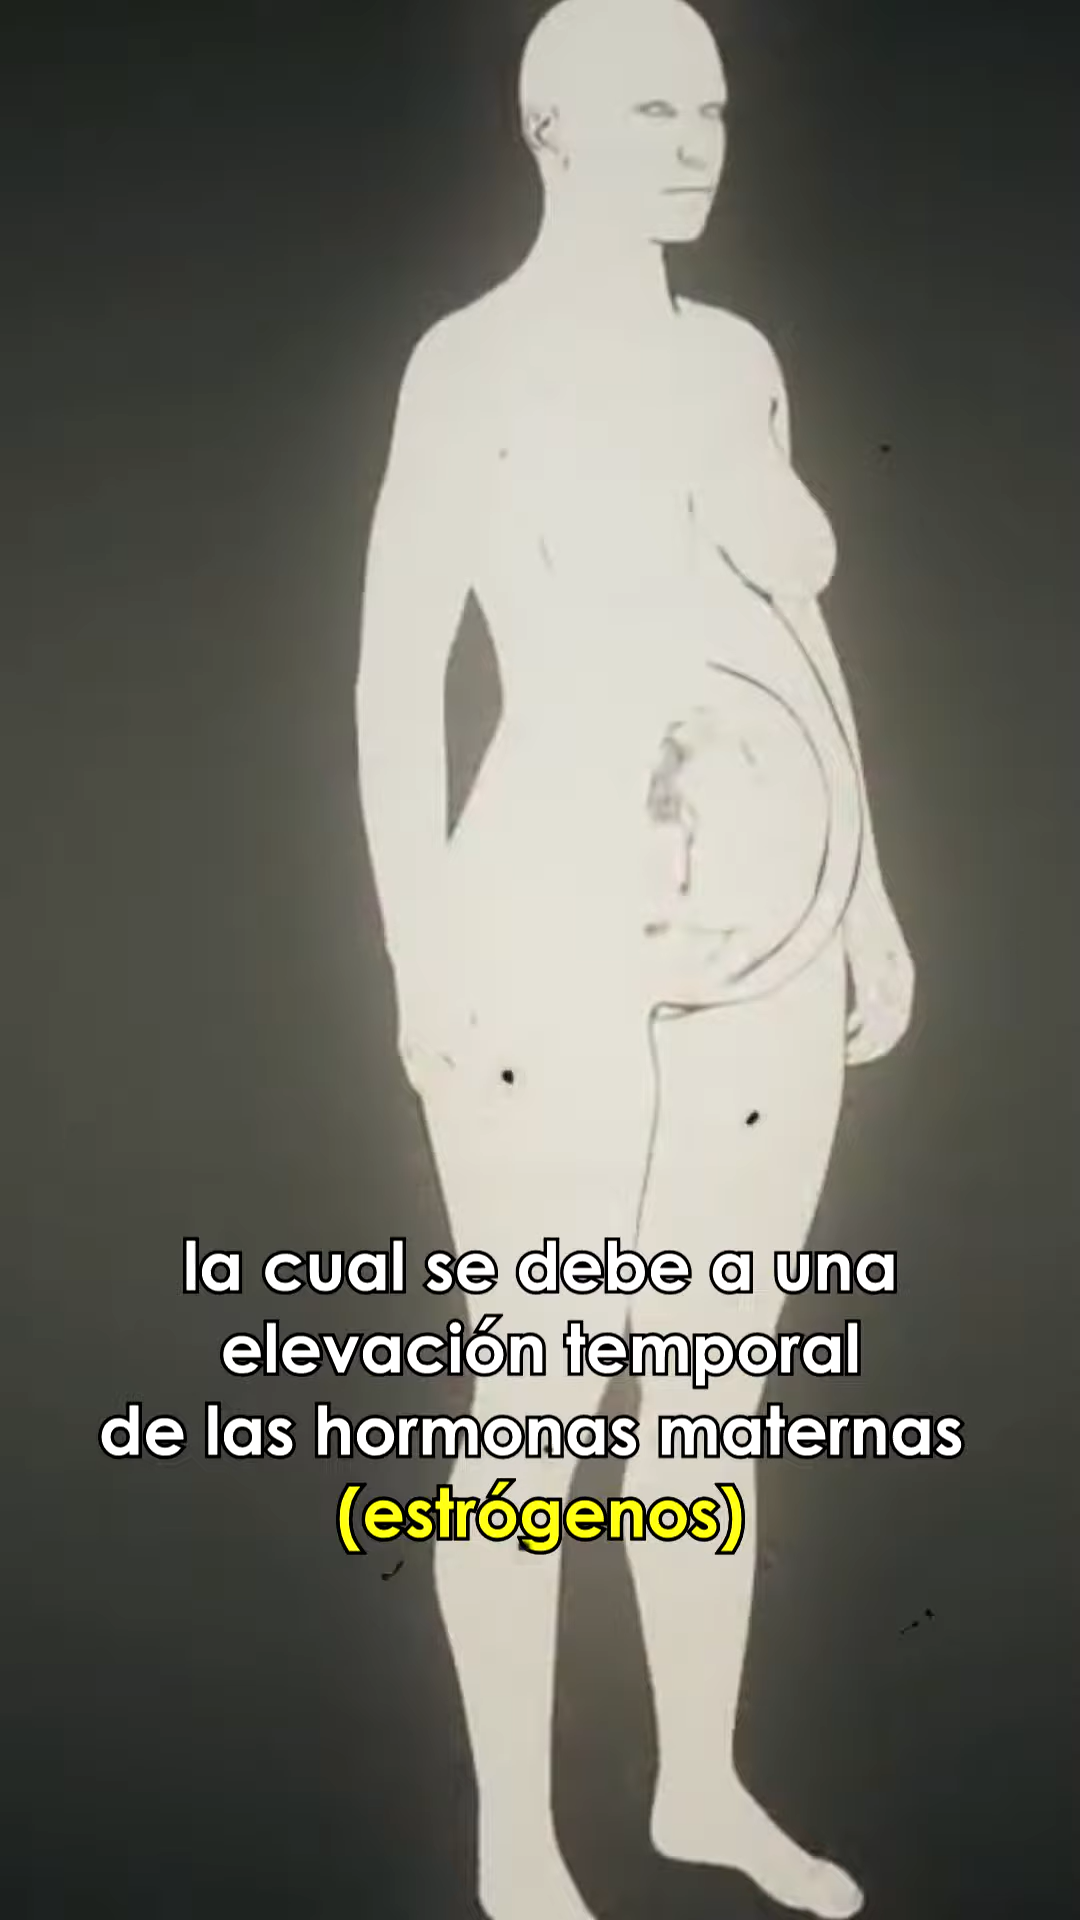 la cual se debe a una
elevación temporal
de las hormonas maternas
(estrógenos)